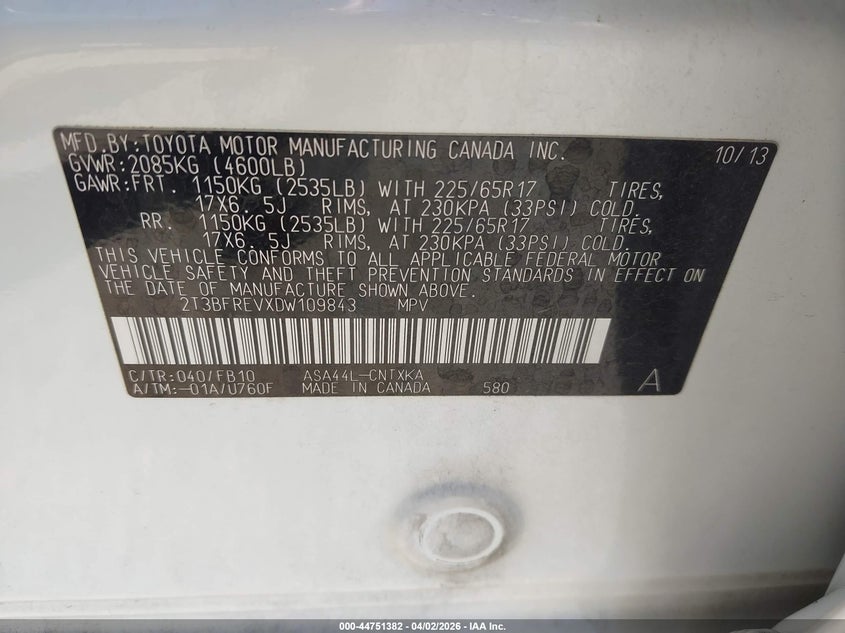 MFD.BY:TOYOTA MOTOR MANUFACTURING CANADA INC. 10/13
GVWR:2085KG (4600LB)
GAWR:FRT. 1150KG (2535LB) WITH 225/65R17 TIRES,
17X6.5J RIMS, AT 230KPA (33PSI) COLD.
RR. 1150KG (2535LB) WITH 225/65R17 TIRES,
17X6.5J RIMS, AT 230KPA (33PSI) COLD.
THIS VEHICLE CONFORMS TO ALL APPLICABLE FEDERAL MOTOR
VEHICLE SAFETY AND THEFT PREVENTION STANDARDS IN EFFECT ON
THE DATE OF MANUFACTURE SHOWN ABOVE.
2T3BFREVXDW109843 MPV
C/TR:040/FB10 ASA44L-CNTXKA
A/TM:-01A/U760F MADE IN CANADA 580 A
000-44751382 - 04/02/2026 - IAA Inc.